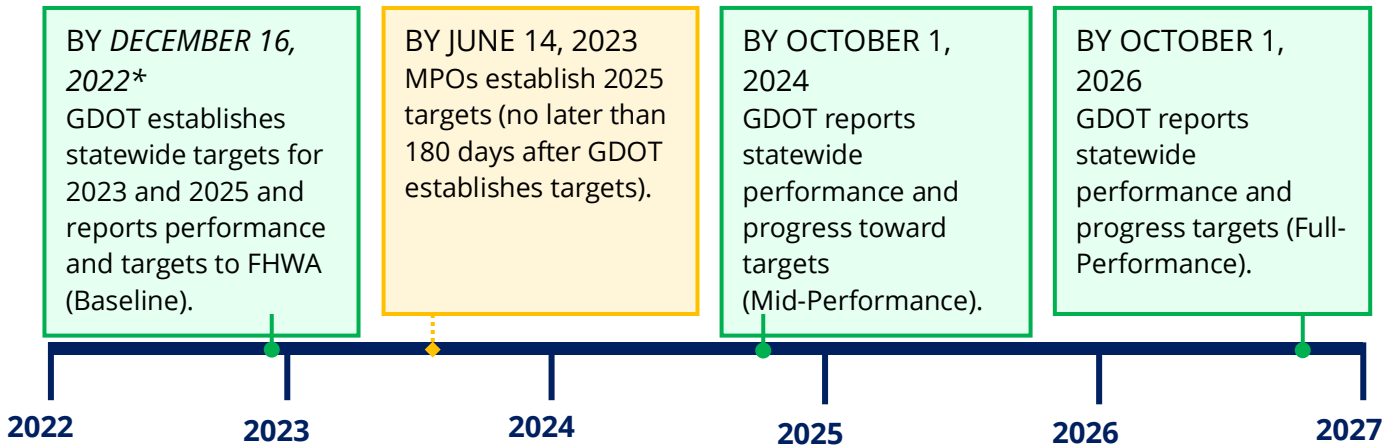 BY DECEMBER 16,
2022*
GDOT establishes
statewide targets for
2023 and 2025 and
reports performance
and targets to FHWA
(Baseline).
BY JUNE 14, 2023
MPOs establish 2025
targets (no later than
180 days after GDOT
establishes targets).
BY OCTOBER 1,
2024
GDOT reports
statewide
performance and
progress toward
targets
(Mid-Performance).
BY OCTOBER 1,
2026
GDOT reports
statewide
performance and
progress targets (Full-
Performance).
2022
2023
2024
2025
2026
2027